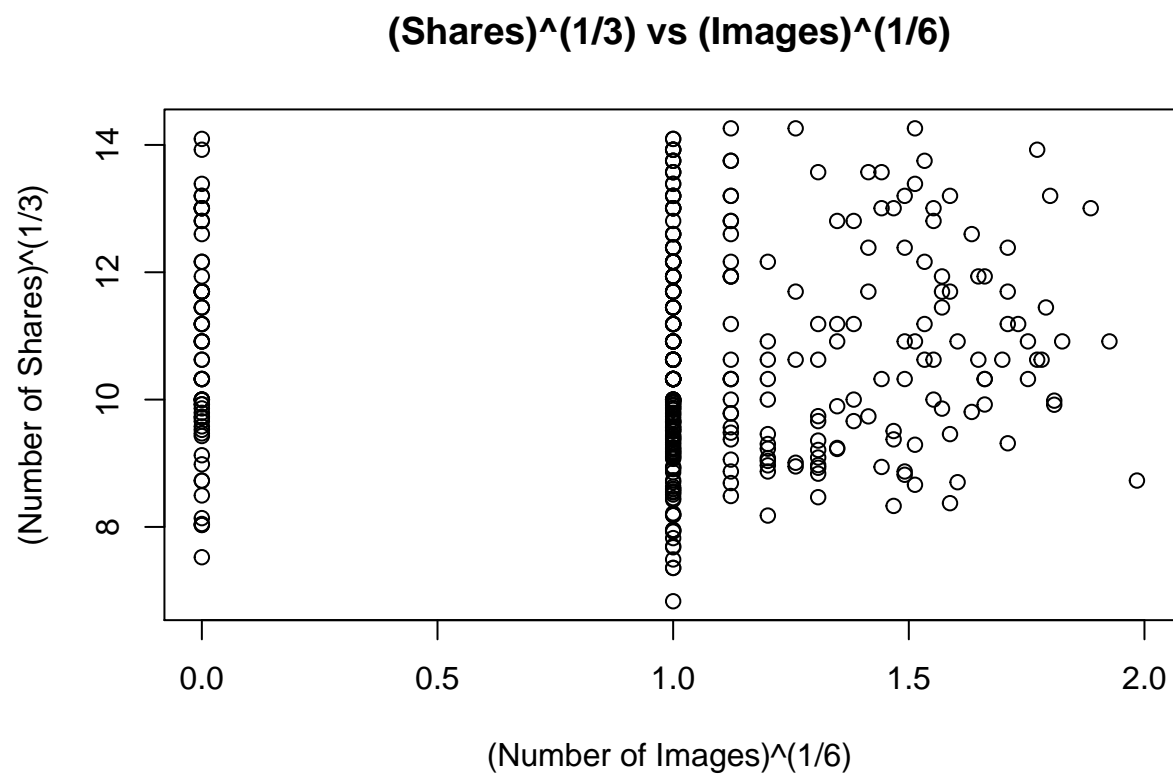 (Shares)^(1/3) vs (Images)^(1/6)
(Number of Shares)^(1/3)
14
12
10
8
0.0 0.5 1.0 1.5 2.0
(Number of Images)^(1/6)